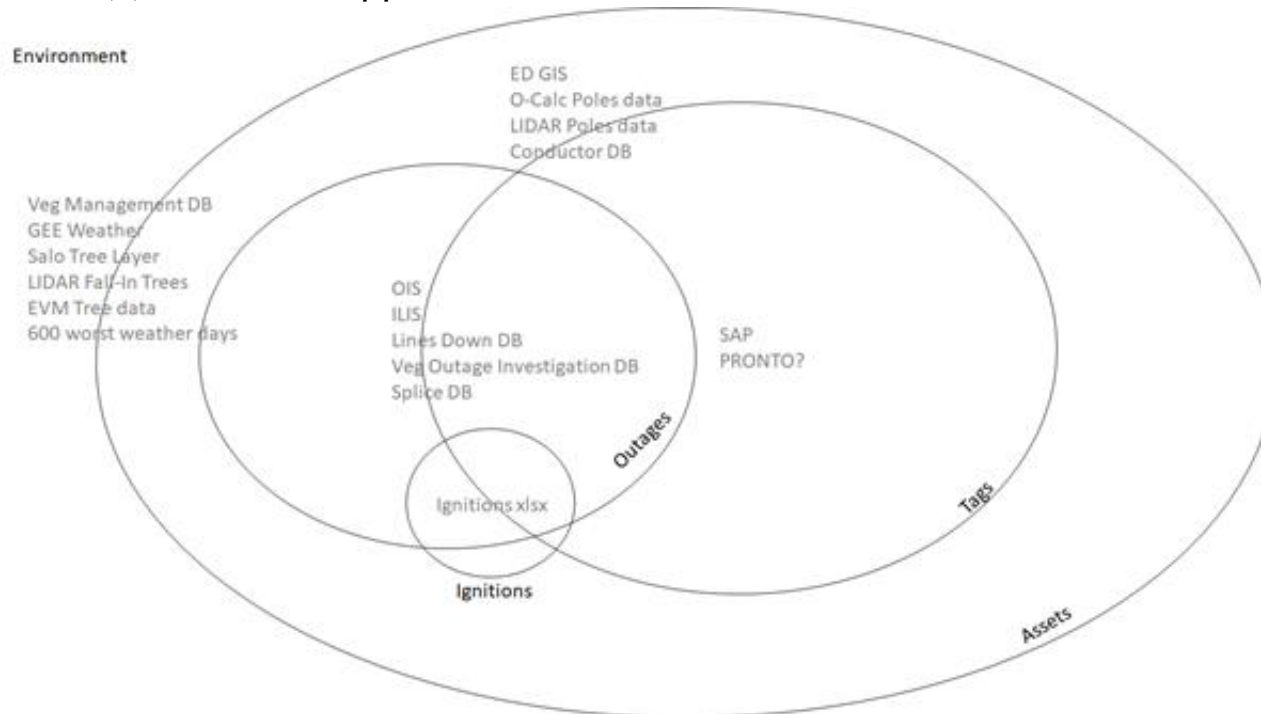 Environment
ED GIS
O-Calc Poles data
LIDAR Poles data
Conductor DB
Veg Management DB
GEE Weather
Salo Tree Layer
LIDAR Fall-In Trees
EVM Tree data
600 worst weather days
OIS
ILIS
Lines Down DB
Veg Outage Investigation DB
Splice DB
SAP
PRONTO?
Outages
Tags
Ignitions xlsx
Ignitions
Assets